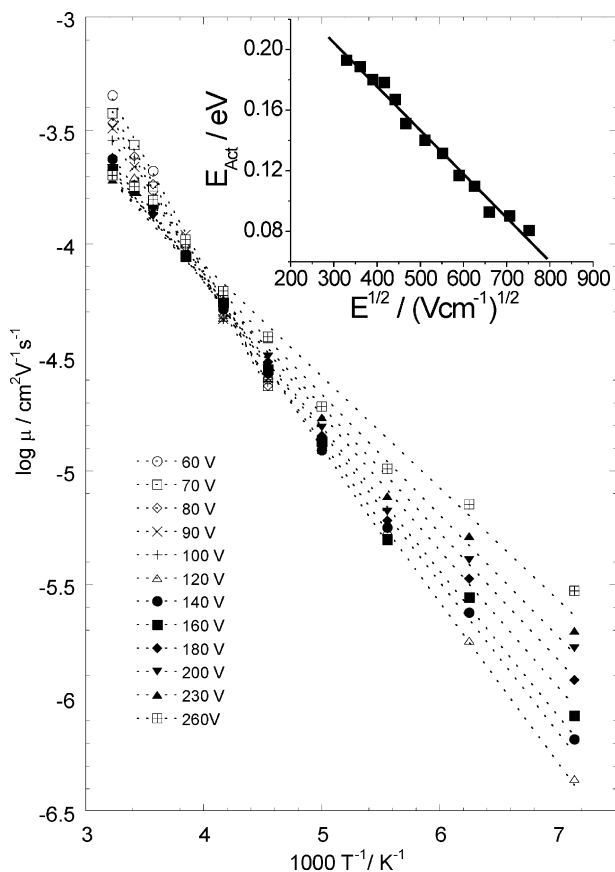 -3
-3.5
-4
-4.5
-5
-5.5
-6
-6.5
log μ / cm²V⁻¹s⁻¹
3 4 5 6 7
1000 T⁻¹/ K⁻¹
60 V
70 V
80 V
90 V
100 V
120 V
140 V
160 V
180 V
200 V
230 V
260V
0.20
0.16
0.12
0.08
E_Act / eV
200 300 400 500 600 700 800 900
E^1/2 / (Vcm⁻¹)^1/2